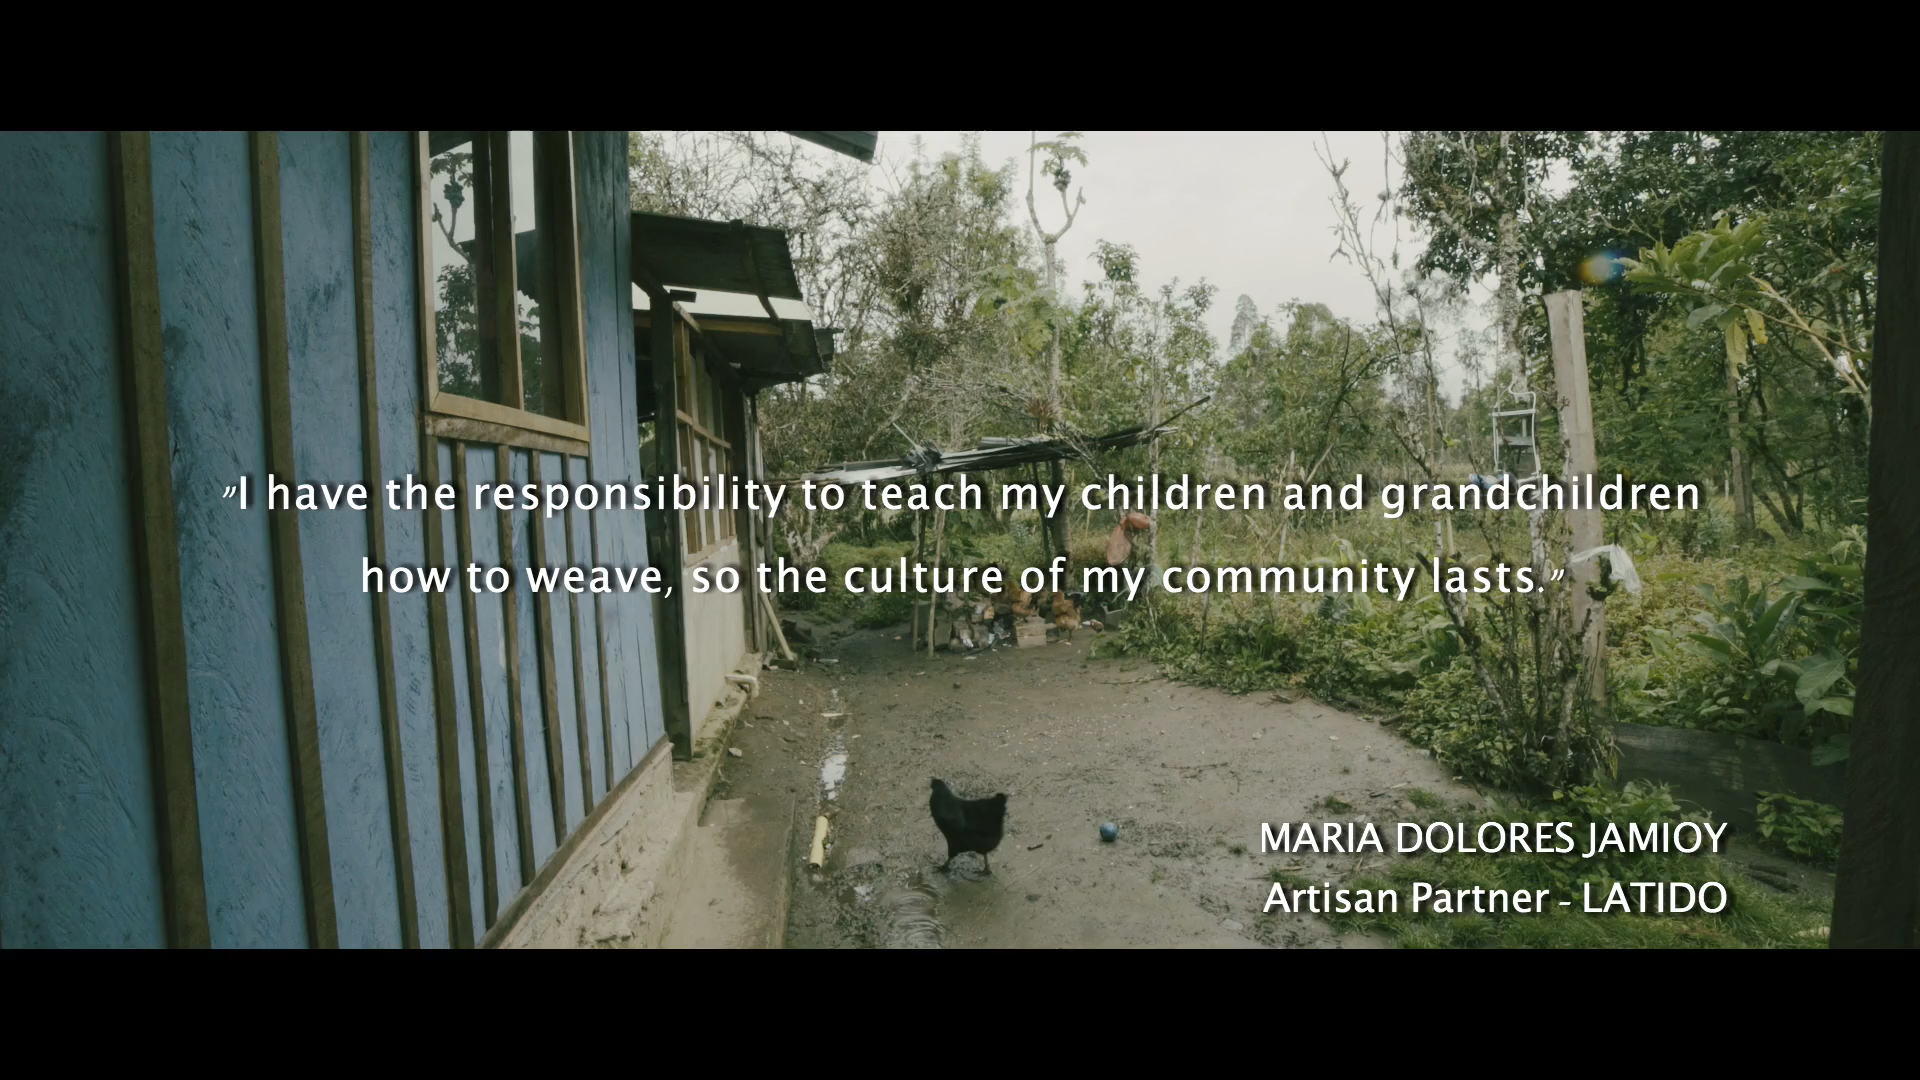 "I have the responsibility to teach my children and grandchildren
how to weave, so the culture of my community lasts."
MARIA DOLORES JAMIOY
Artisan Partner - LATIDO